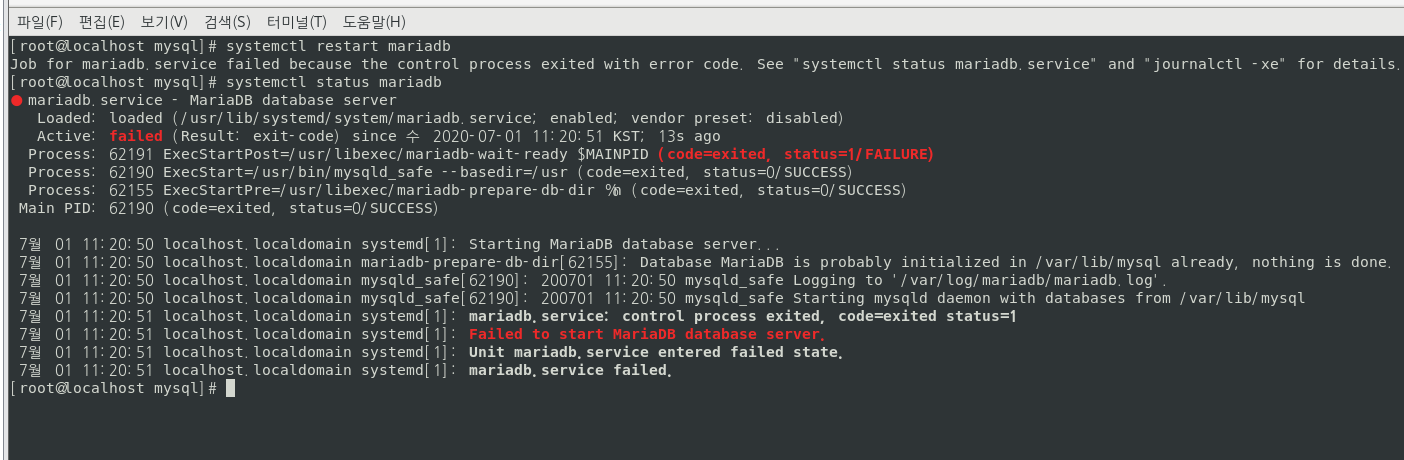 파일(F) 편집(E) 보기(V) 검색(S) 터미널(T) 도움말(H)
[root@localhost mysql]# systemctl restart mariadb
Job for mariadb.service failed because the control process exited with error code. See "systemctl status mariadb.service" and "journalctl -xe" for details.
[root@localhost mysql]# systemctl status mariadb
● mariadb.service - MariaDB database server
Loaded: loaded (/usr/lib/systemd/system/mariadb.service; enabled; vendor preset: disabled)
Active: failed (Result: exit-code) since 수 2020-07-01 11:20:51 KST; 13s ago
Process: 62191 ExecStartPost=/usr/libexec/mariadb-wait-ready $MAINPID (code=exited, status=1/FAILURE)
Process: 62190 ExecStart=/usr/bin/mysqld_safe --basedir=/usr (code=exited, status=0/SUCCESS)
Process: 62155 ExecStartPre=/usr/libexec/mariadb-prepare-db-dir %n (code=exited, status=0/SUCCESS)
Main PID: 62190 (code=exited, status=0/SUCCESS)
7월 01 11:20:50 localhost.localdomain systemd[1]: Starting MariaDB database server...
7월 01 11:20:50 localhost.localdomain mariadb-prepare-db-dir[62155]: Database MariaDB is probably initialized in /var/lib/mysql already, nothing is done.
7월 01 11:20:50 localhost.localdomain mysqld_safe[62190]: 200701 11:20:50 mysqld_safe Logging to '/var/log/mariadb/mariadb.log'.
7월 01 11:20:50 localhost.localdomain mysqld_safe[62190]: 200701 11:20:50 mysqld_safe Starting mysqld daemon with databases from /var/lib/mysql
7월 01 11:20:51 localhost.localdomain systemd[1]: mariadb.service: control process exited, code=exited status=1
7월 01 11:20:51 localhost.localdomain systemd[1]: Failed to start MariaDB database server.
7월 01 11:20:51 localhost.localdomain systemd[1]: Unit mariadb.service entered failed state.
7월 01 11:20:51 localhost.localdomain systemd[1]: mariadb.service failed.
[root@localhost mysql]#